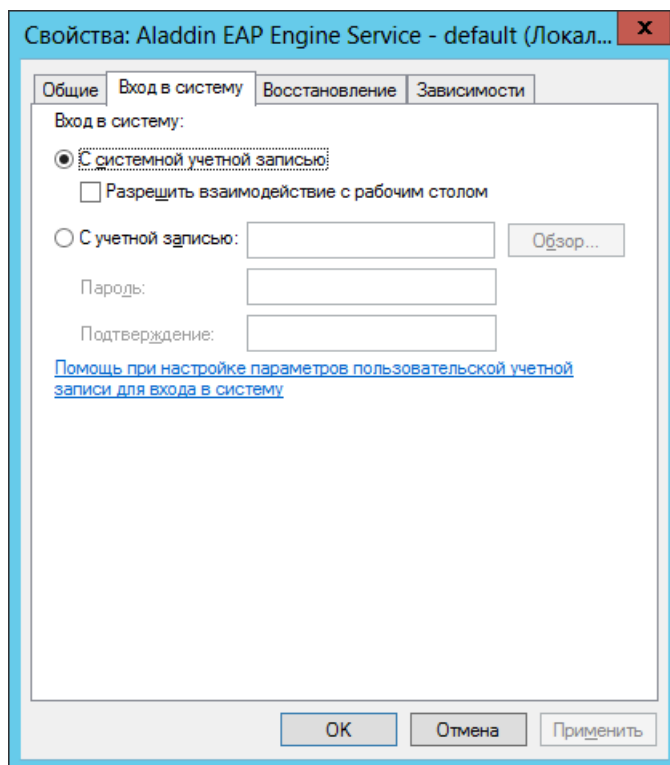 Свойства: Aladdin EAP Engine Service - default (Локал... x
Общие Вход в систему Восстановление Зависимости
Вход в систему:
С системной учетной записью
Разрешить взаимодействие с рабочим столом
С учетной записью: Обзор...
Пароль:
Подтверждение:
Помощь при настройке параметров пользовательской учетной
записи для входа в систему
OK Отмена Применить